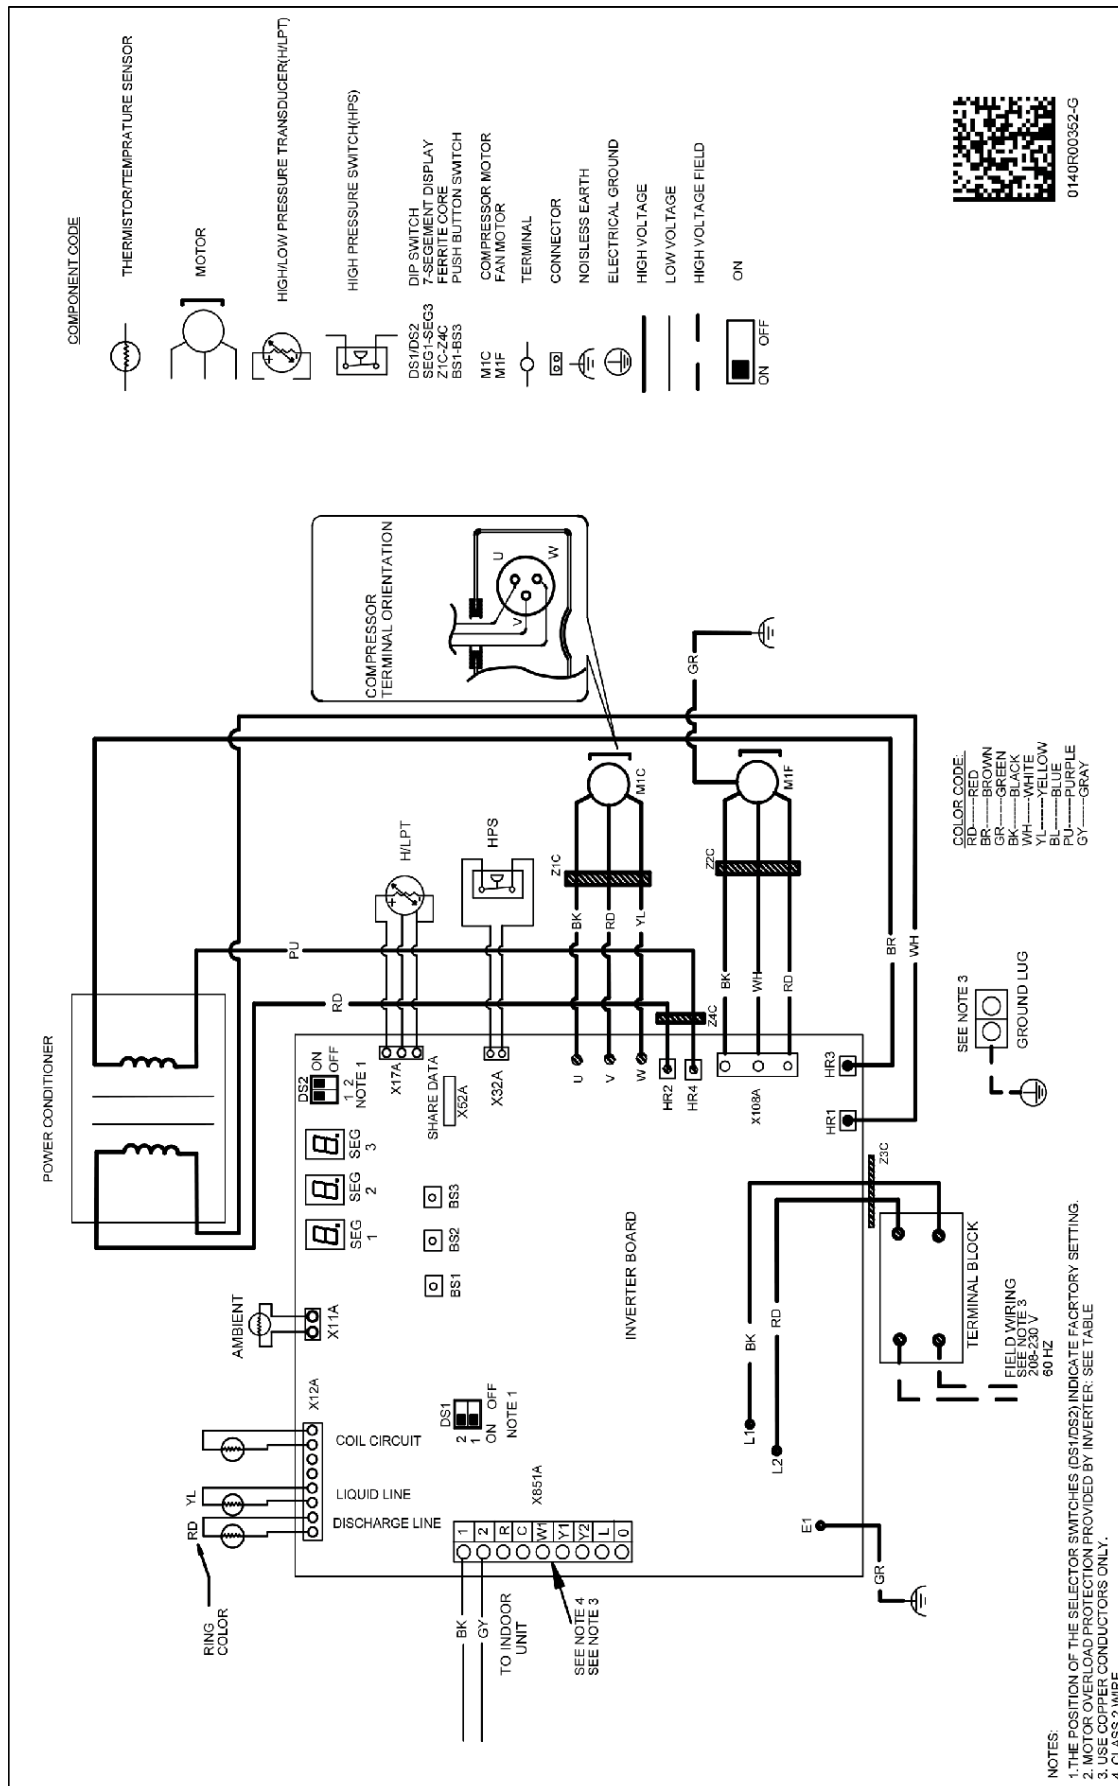 COMPONENT CODE
THERMISTOR/TEMPRATURE SENSOR
MOTOR
HIGH/LOW PRESSURE TRANSDUCER(H/LPT)
HIGH PRESSURE SWITCH(HPS)
DS1/DS2 DIP SWITCH
SEG1-SEG3 7-SEGEMENT DISPLAY
Z1C-Z4C FERRITE CORE
BS1-BS3 PUSH BUTTON SWITCH
M1C COMPRESSOR MOTOR
M1F FAN MOTOR
TERMINAL
CONNECTOR
NOISLESS EARTH
ELECTRICAL GROUND
HIGH VOLTAGE
LOW VOLTAGE
HIGH VOLTAGE FIELD
ON OFF
ON
0140R00352-G
POWER CONDITIONER
COMPRESSOR
TERMINAL ORIENTATION
U
V
W
AMBIENT
X11A
X12A
RING
COLOR
RD
YL
COIL CIRCUIT
LIQUID LINE
DISCHARGE LINE
SEG
1
SEG
2
SEG
3
DS2
ON
OFF
1 2
NOTE 1
BS1
BS2
BS3
SHARE DATA
X52A
X17A
X32A
H/LPT
HPS
RD
PU
DS1
2
1
ON OFF
NOTE 1
X851A
1
2
R
C
W1
Y1
Y2
L
0
BK
GY
TO INDOOR
UNIT
SEE NOTE 4
SEE NOTE 3
INVERTER BOARD
U
V
W
BK
RD
YL
Z1C
M1C
HR2
HR4
Z4C
X108A
BK
WH
RD
Z2C
M1F
GR
HR3
HR1
BR
WH
L1
L2
BK
RD
Z3C
E1
GR
TERMINAL BLOCK
FIELD WIRING
SEE NOTE 3
208-230 V
60 HZ
SEE NOTE 3
GROUND LUG
COLOR CODE:
RD------RED
BR------BROWN
GR------GREEN
BK------BLACK
WH-----WHITE
YL------YELLOW
BL------BLUE
PU------PURPLE
GY------GRAY
NOTES:
1.THE POSITION OF THE SELECTOR SWITCHES (DS1/DS2) INDICATE FACRTORY SETTING.
2. MOTOR OVERLOAD PROTECTION PROVIDED BY INVERTER: SEE TABLE
3. USE COPPER CONDUCTORS ONLY.
4. CLASS 2 WIRE